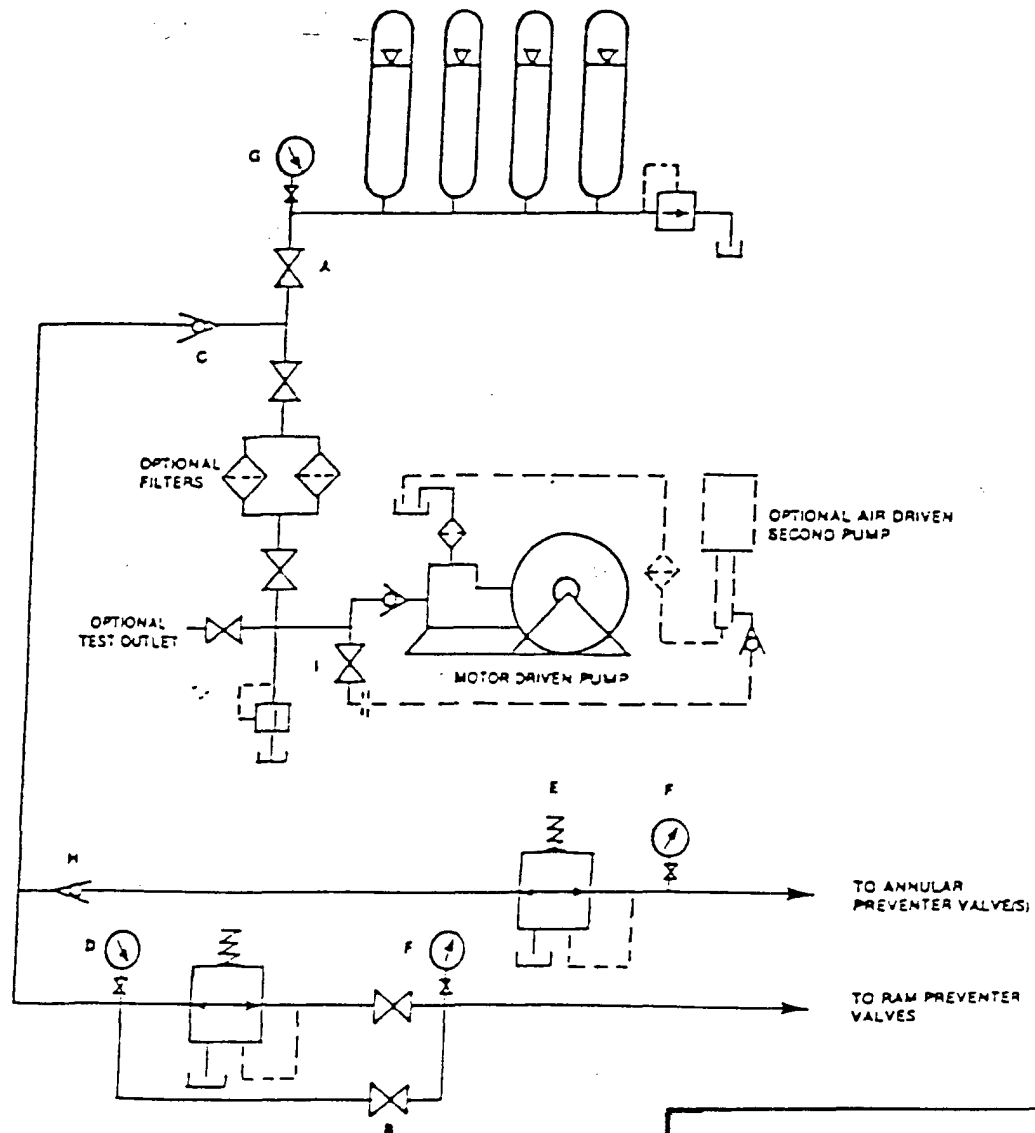 G
A
C
OPTIONAL
FILTERS
OPTIONAL AIR DRIVEN
SECOND PUMP
OPTIONAL
TEST OUTLET
I
MOTOR DRIVEN PUMP
E
F
H
TO ANNULAR
PREVENTER VALVE(S)
D
F
TO RAM PREVENTER
VALVES
B